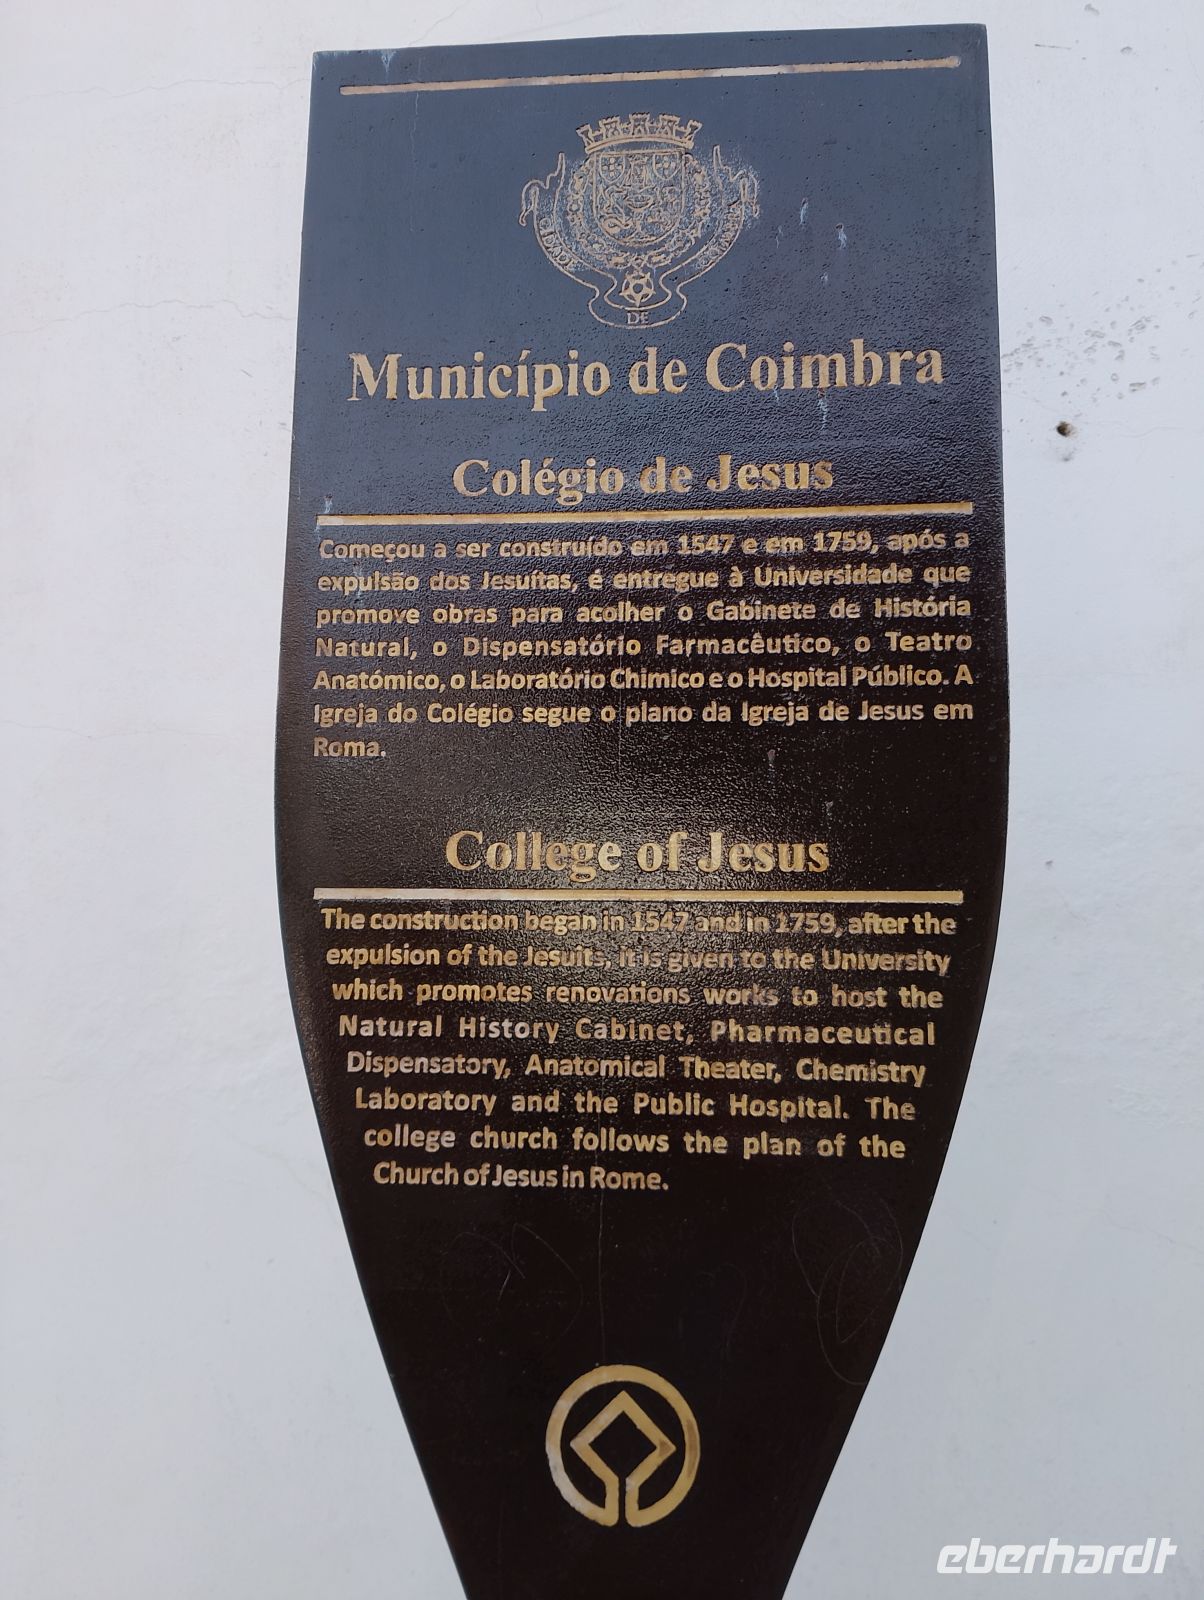 DE
Município de Coimbra
Colégio de Jesus
Começou a ser construído em 1547 e em 1759, após a
expulsão dos Jesuítas, é entregue à Universidade que
promove obras para acolher o Gabinete de História
Natural, o Dispensatório Farmacêutico, o Teatro
Anatómico, o Laboratório Chimico e o Hospital Público. A
Igreja do Colégio segue o plano da Igreja de Jesus em
Roma.
College of Jesus
The construction began in 1547 and in 1759, after the
expulsion of the Jesuits, it is given to the University
which promotes renovations works to host the
Natural History Cabinet, Pharmaceutical
Dispensatory, Anatomical Theater, Chemistry
Laboratory and the Public Hospital. The
college church follows the plan of the
Church of Jesus in Rome.
eberhardt